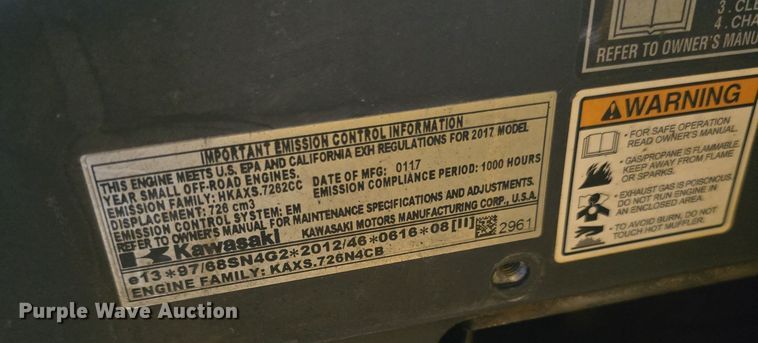 IMPORTANT EMISSION CONTROL INFORMATION
THIS ENGINE MEETS U.S. EPA AND CALIFORNIA EXH REGULATIONS FOR 2017 MODEL
YEAR SMALL OFF-ROAD ENGINES.
EMISSION FAMILY: HKAXS.7262CC DATE OF MFG: 0117
DISPLACEMENT: 726 cm3 EMISSION COMPLIANCE PERIOD: 1000 HOURS
EMISSION CONTROL SYSTEM: EM
REFER TO OWNER'S MANUAL FOR MAINTENANCE SPECIFICATIONS AND ADJUSTMENTS.
Kawasaki KAWASAKI MOTORS MANUFACTURING CORP., U.S.A.
e13*97/68SN4G2*2012/46*0616*08[II] 2961
ENGINE FAMILY: KAXS.726N4CB
3. CLE
4. CHA
REFER TO OWNER'S MANU
WARNING
• FOR SAFE OPERATION
READ OWNER'S MANUAL.
• GAS/PROPANE IS FLAMMABLE.
KEEP AWAY FROM FLAME
OR SPARKS.
• EXHAUST GAS IS POISONOUS.
DO NOT RUN ENGINE IN
AN ENCLOSED AREA.
• TO AVOID BURN, DO NOT
TOUCH HOT MUFFLER.
Purple Wave Auction